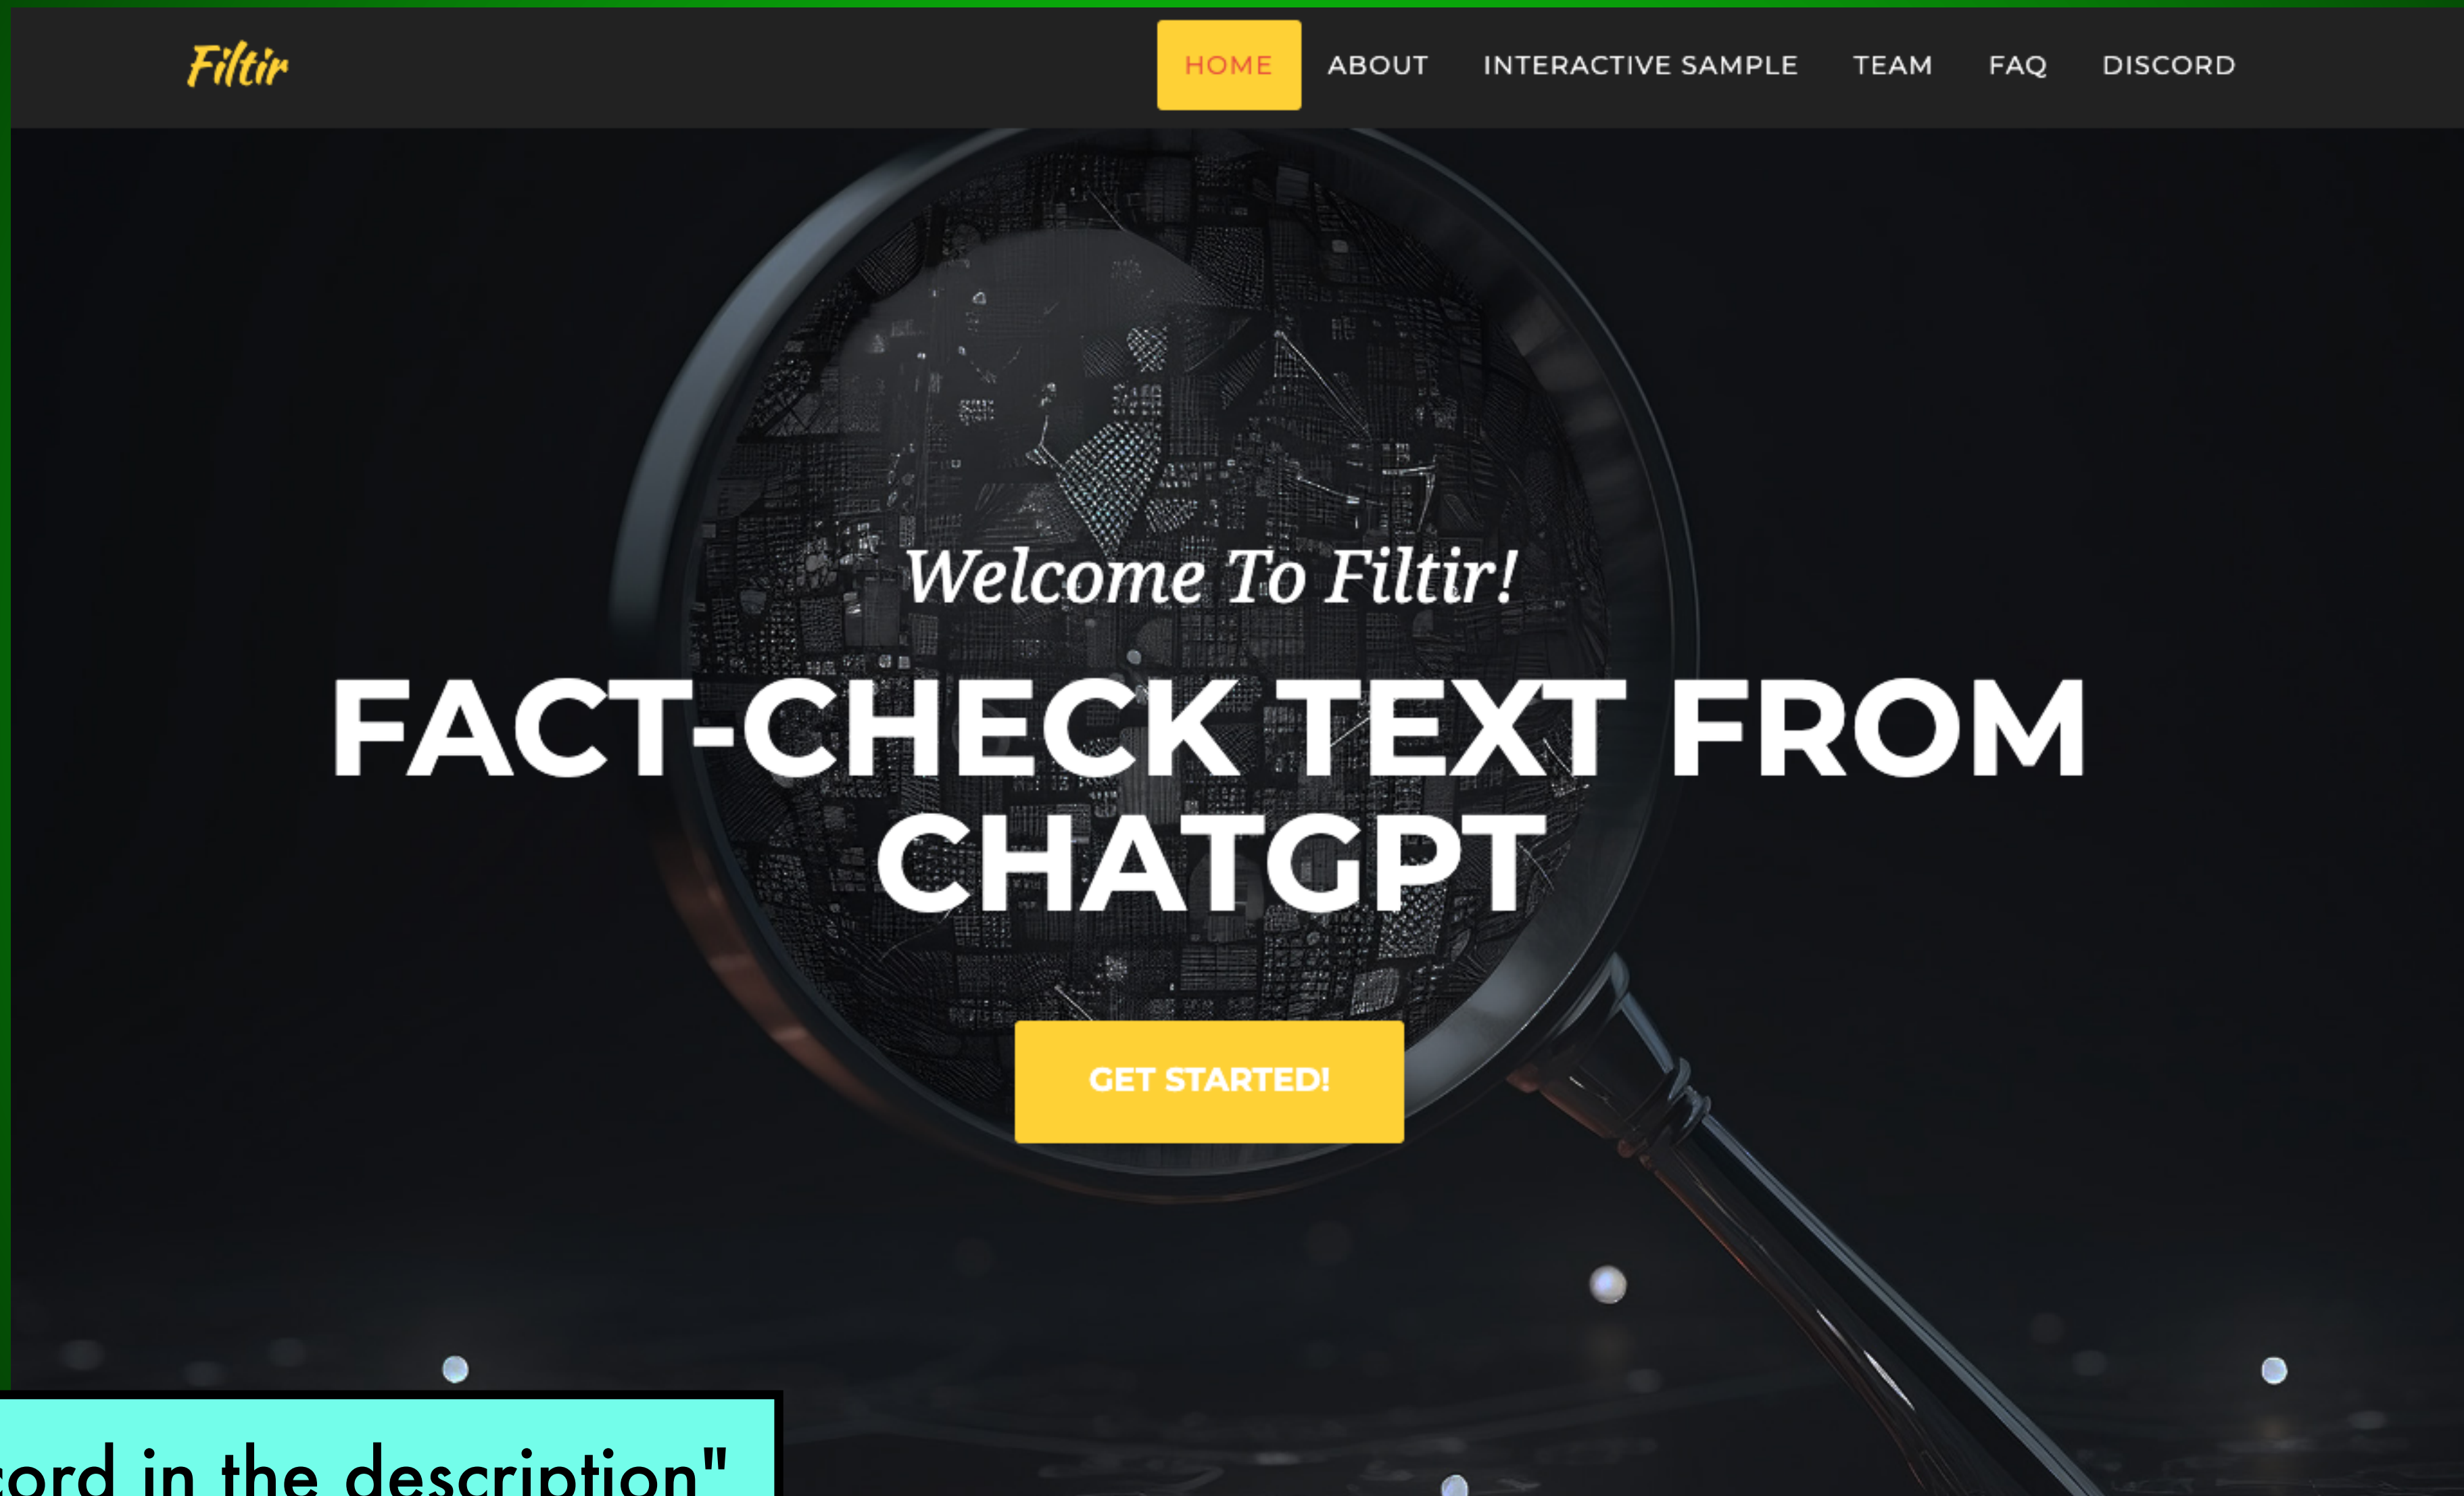 Filtir
HOME ABOUT INTERACTIVE SAMPLE TEAM FAQ DISCORD
Welcome To Filtir!
FACT-CHECK TEXT FROM
CHATGPT
GET STARTED!
in the description"